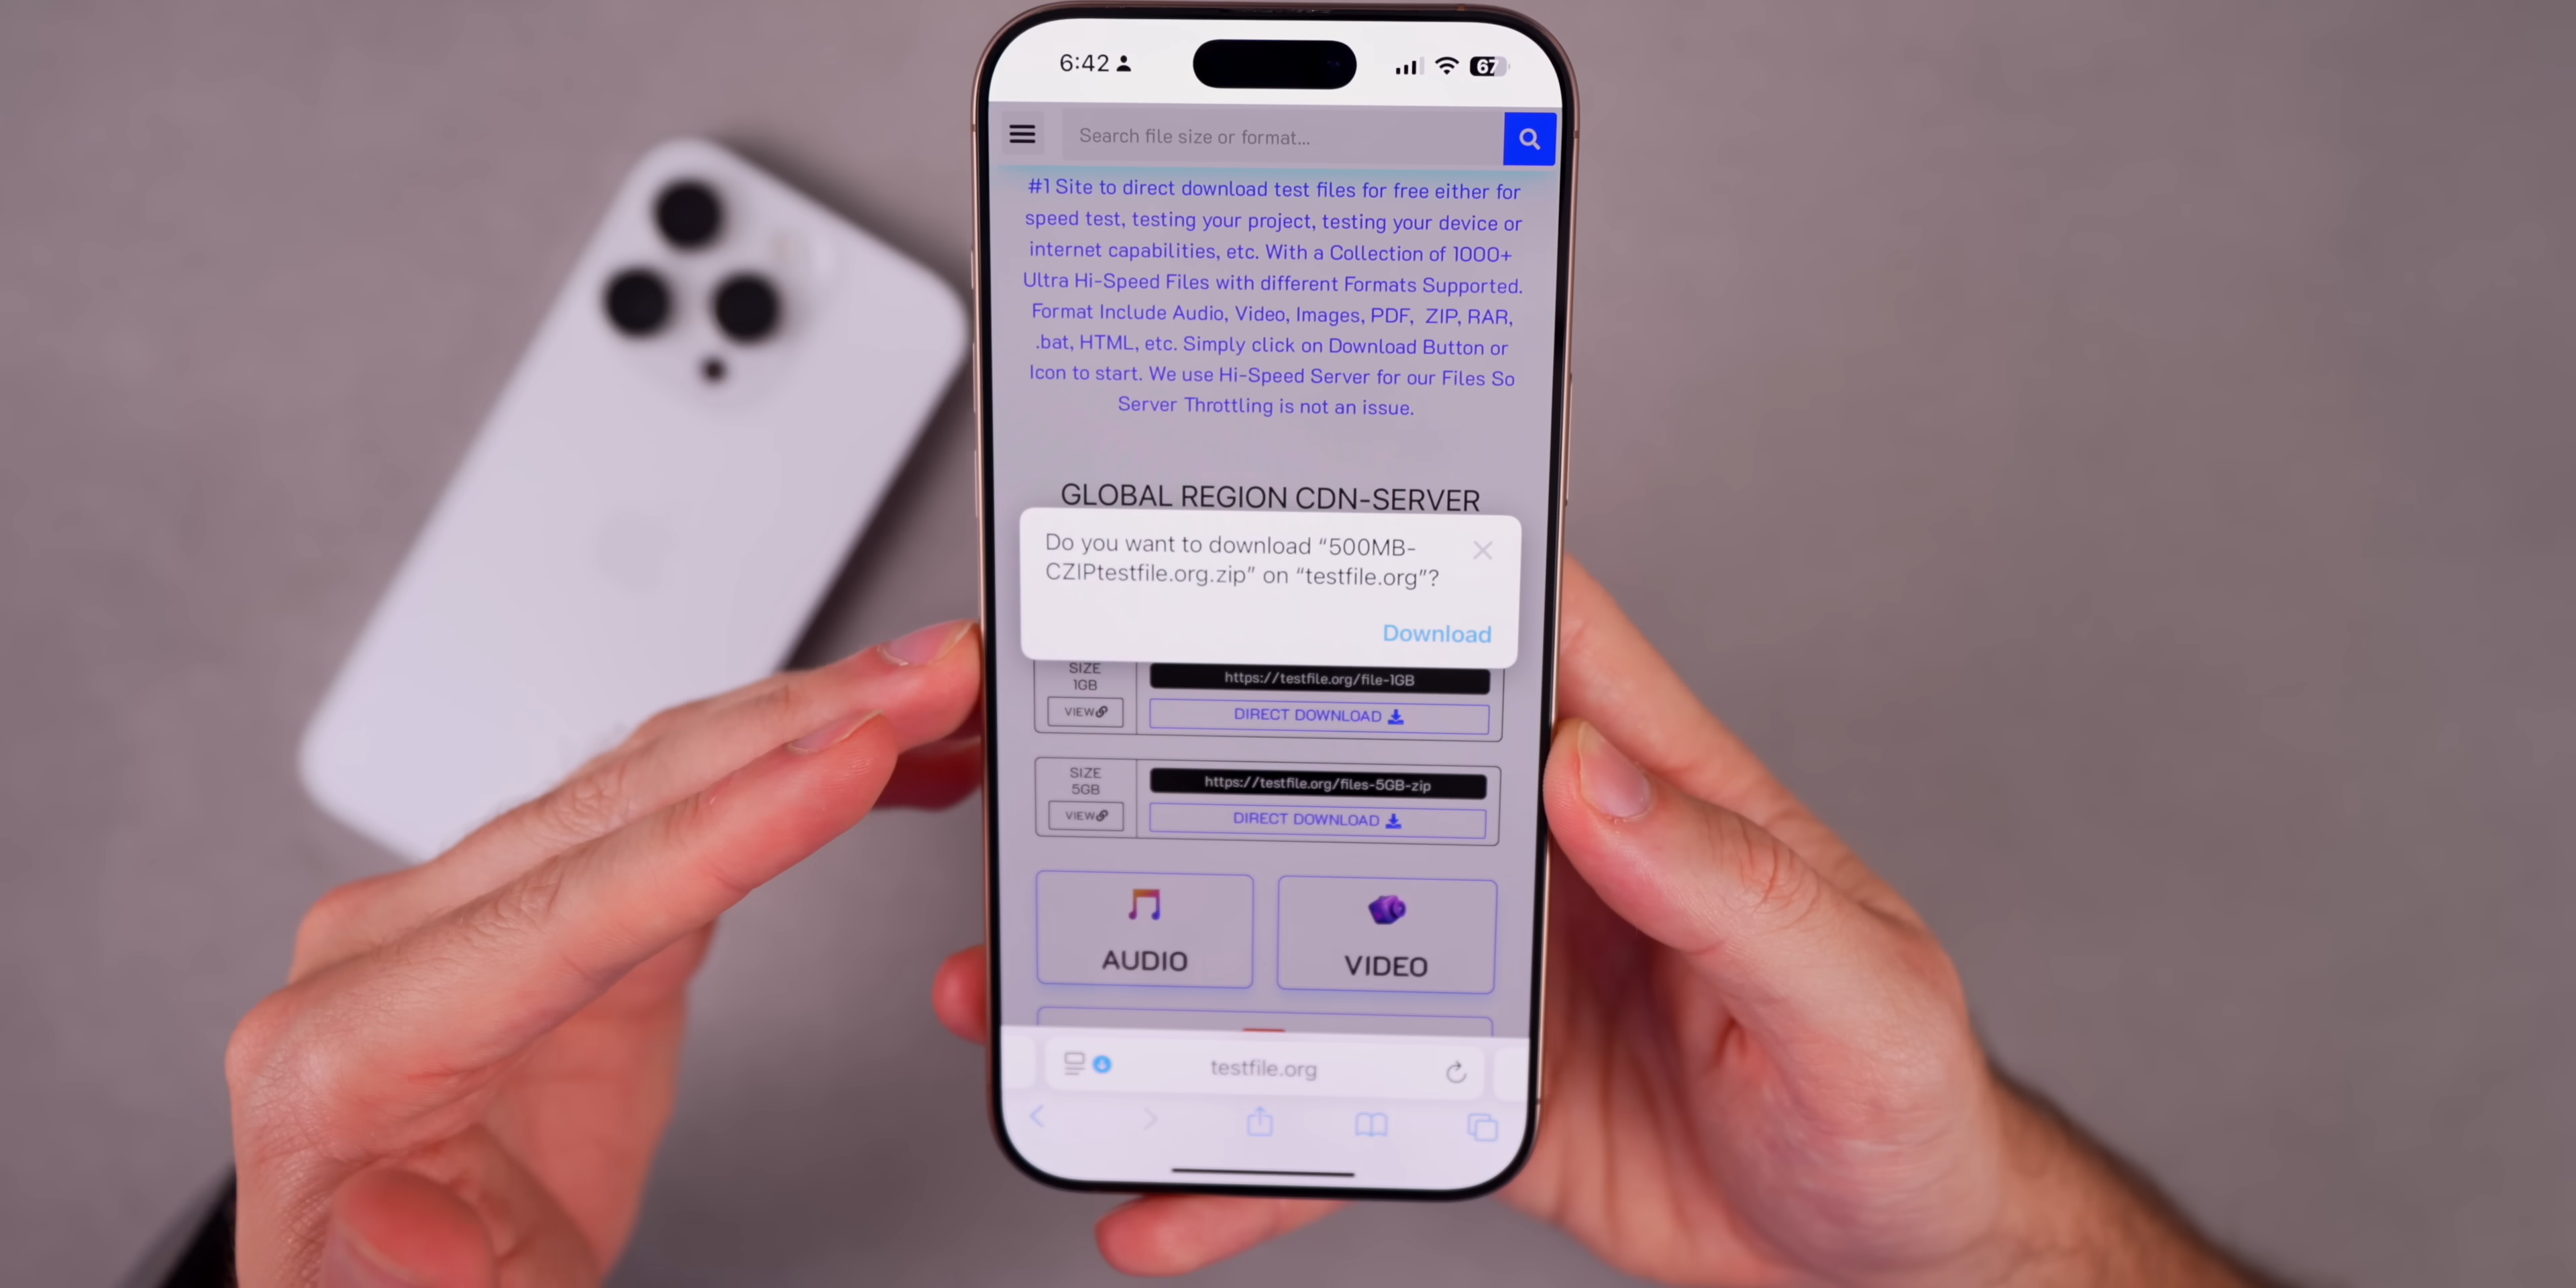 6:42
67
Search file size or format...
#1 Site to direct download test files for free either for
speed test, testing your project, testing your device or
internet capabilities, etc. With a Collection of 1000+
Ultra Hi-Speed Files with different Formats Supported.
Format Include Audio, Video, Images, PDF, ZIP, RAR,
.bat, HTML, etc. Simply click on Download Button or
Icon to start. We use Hi-Speed Server for our Files So
Server Throttling is not an issue.
GLOBAL REGION CDN-SERVER
Do you want to download “500MB-
CZIPtestfile.org.zip” on “testfile.org”?
Download
SIZE
1GB
https://testfile.org/file-1GB
VIEW
DIRECT DOWNLOAD
SIZE
5GB
https://testfile.org/files-5GB-zip
VIEW
DIRECT DOWNLOAD
AUDIO
VIDEO
testfile.org